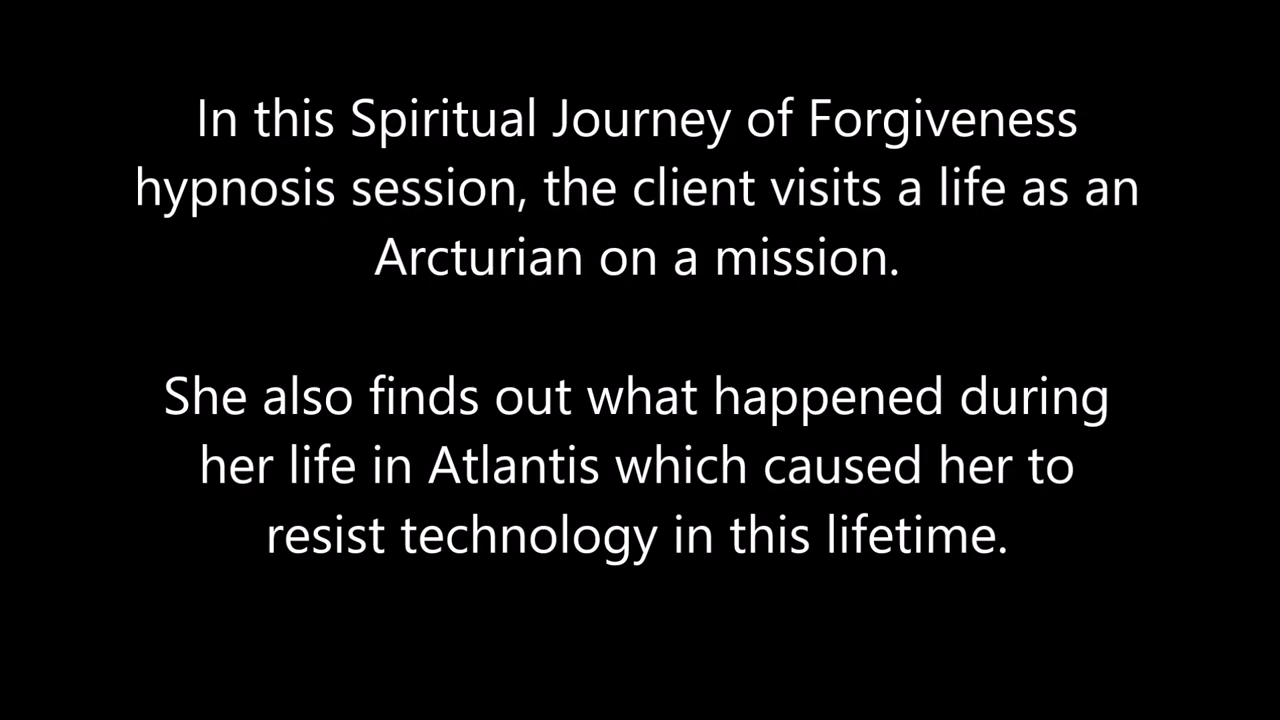 In this Spiritual Journey of Forgiveness
hypnosis session, the client visits a life as an
Arcturian on a mission.
She also finds out what happened during
her life in Atlantis which caused her to
resist technology in this lifetime.